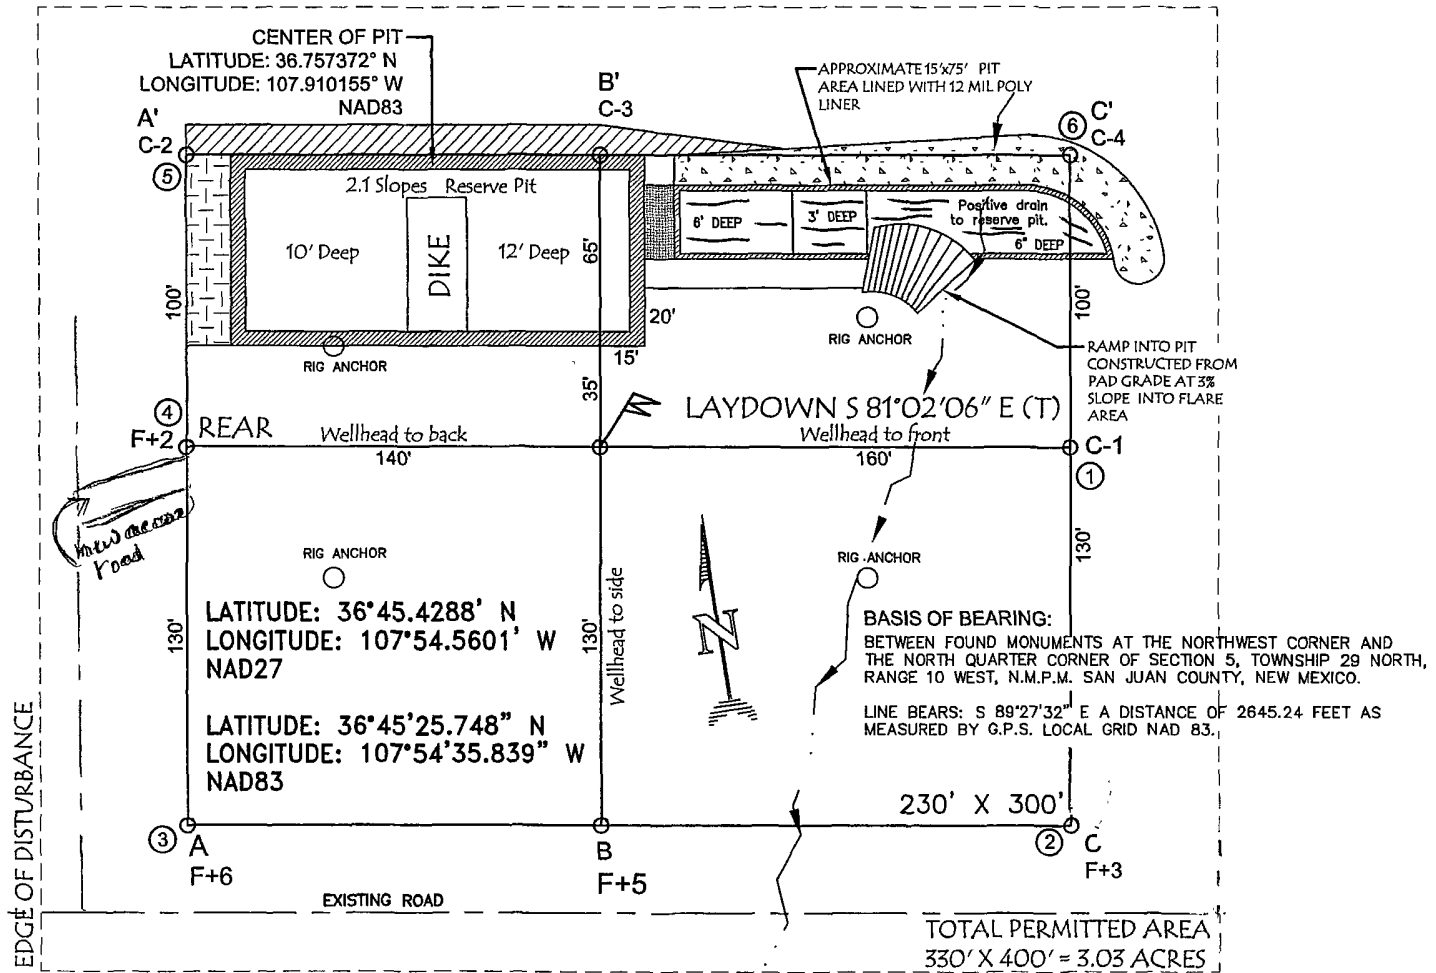 CENTER OF PIT
LATITUDE: 36.757372° N
LONGITUDE: 107.910155° W
NAD83
A'
C-2
5
B'
C-3
APPROXIMATE 15'x75' PIT
AREA LINED WITH 12 MIL POLY
LINER
6
C'
C-4
2.1 Slopes Reserve Pit
10' Deep
DIKE
12' Deep
65'
6' DEEP
3' DEEP
Positive drain
to reserve pit.
6" DEEP
100'
20'
15'
35'
100'
RIG ANCHOR
RIG ANCHOR
RAMP INTO PIT
CONSTRUCTED FROM
PAD GRADE AT 3%
SLOPE INTO FLARE
AREA
4
F+2
REAR
Wellhead to back
140'
LAYDOWN S 81°02'06" E (T)
Wellhead to front
160'
C-1
1
road
RIG ANCHOR
RIG ANCHOR
130'
130'
130'
Wellhead to side
N
LATITUDE: 36°45.4288' N
LONGITUDE: 107°54.5601' W
NAD27
LATITUDE: 36°45'25.748" N
LONGITUDE: 107°54'35.839" W
NAD83
BASIS OF BEARING:
BETWEEN FOUND MONUMENTS AT THE NORTHWEST CORNER AND
THE NORTH QUARTER CORNER OF SECTION 5, TOWNSHIP 29 NORTH,
RANGE 10 WEST, N.M.P.M. SAN JUAN COUNTY, NEW MEXICO.
LINE BEARS: S 89°27'32" E A DISTANCE OF 2645.24 FEET AS
MEASURED BY G.P.S. LOCAL GRID NAD 83.
230' X 300'
3
A
F+6
B
F+5
2
C
F+3
EDGE OF DISTURBANCE
EXISTING ROAD
TOTAL PERMITTED AREA
330' X 400' = 3.03 ACRES